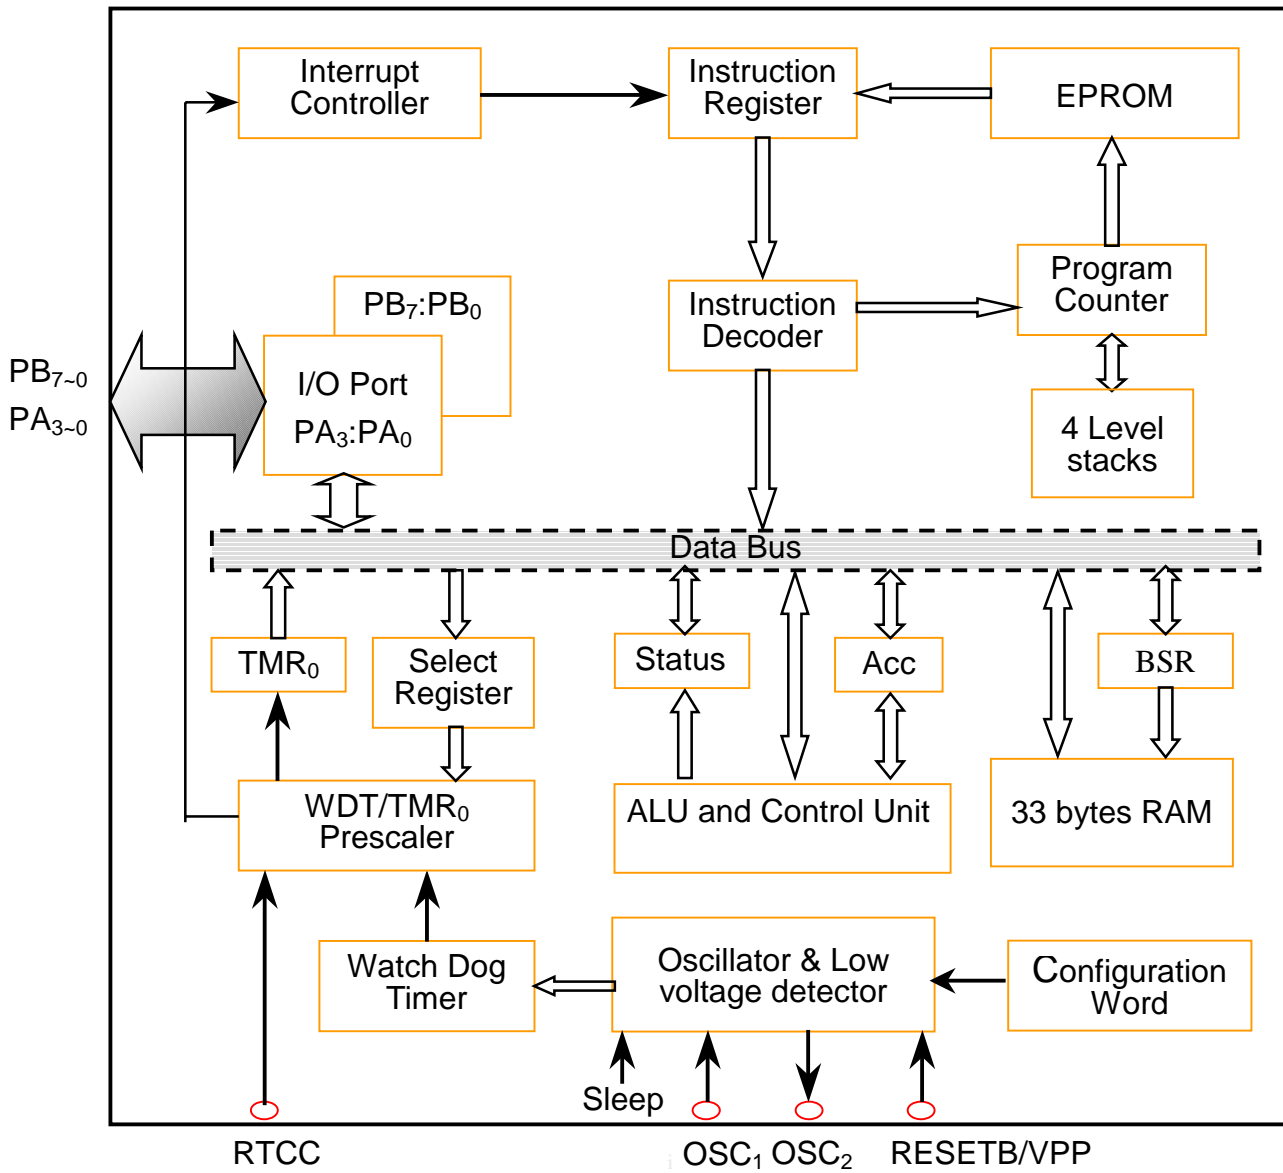 Interrupt
Controller
Instruction
Register
EPROM
PB7:PB0
Instruction
Decoder
Program
Counter
PB7~0
PA3~0
I/O Port
PA3:PA0
4 Level
stacks
Data Bus
TMR0
Select
Register
Status
Acc
BSR
WDT/TMR0
Prescaler
ALU and Control Unit
33 bytes RAM
Watch Dog
Timer
Oscillator & Low
voltage detector
Configuration
Word
Sleep
RTCC
OSC1
OSC2
RESETB/VPP